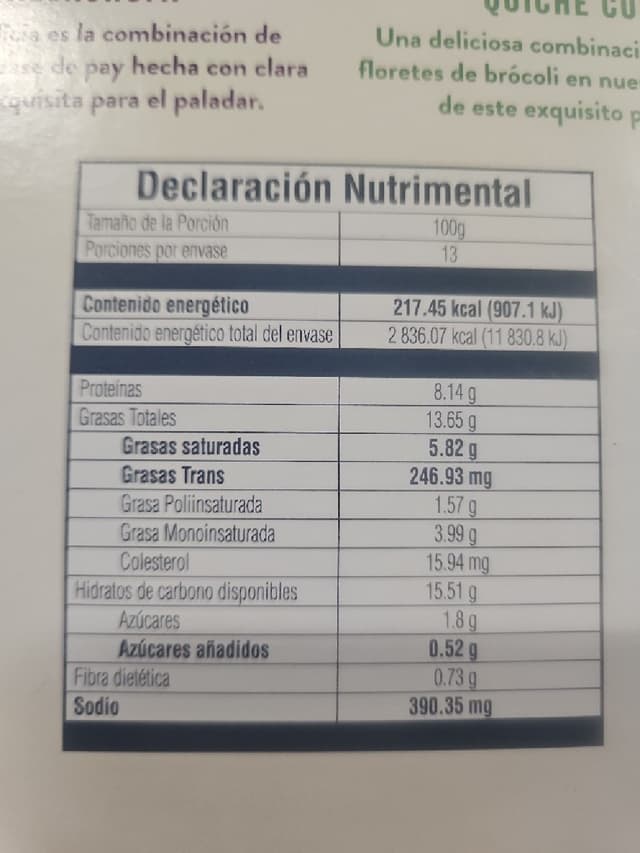 es la combinación de
de pay hecha con clara
para el paladar.
QUICHE
Una deliciosa
floretes de brócoli en
de este exquisito
Declaración Nutrimental
Tamaño de la Porción 100g
Porciones por envase 13
Contenido energético 217.45 kcal (907.1 kJ)
Contenido energético total del envase 2 836.07 kcal (11 830.8 kJ)
Proteínas 8.14 g
Grasas Totales 13.65 g
Grasas saturadas 5.82 g
Grasas Trans 246.93 mg
Grasa Poliinsaturada 1.57 g
Grasa Monoinsaturada 3.99 g
Colesterol 15.94 mg
Hidratos de carbono disponibles 15.51 g
Azúcares 1.8 g
Azúcares añadidos 0.52 g
Fibra dietética 0.73 g
Sodio 390.35 mg